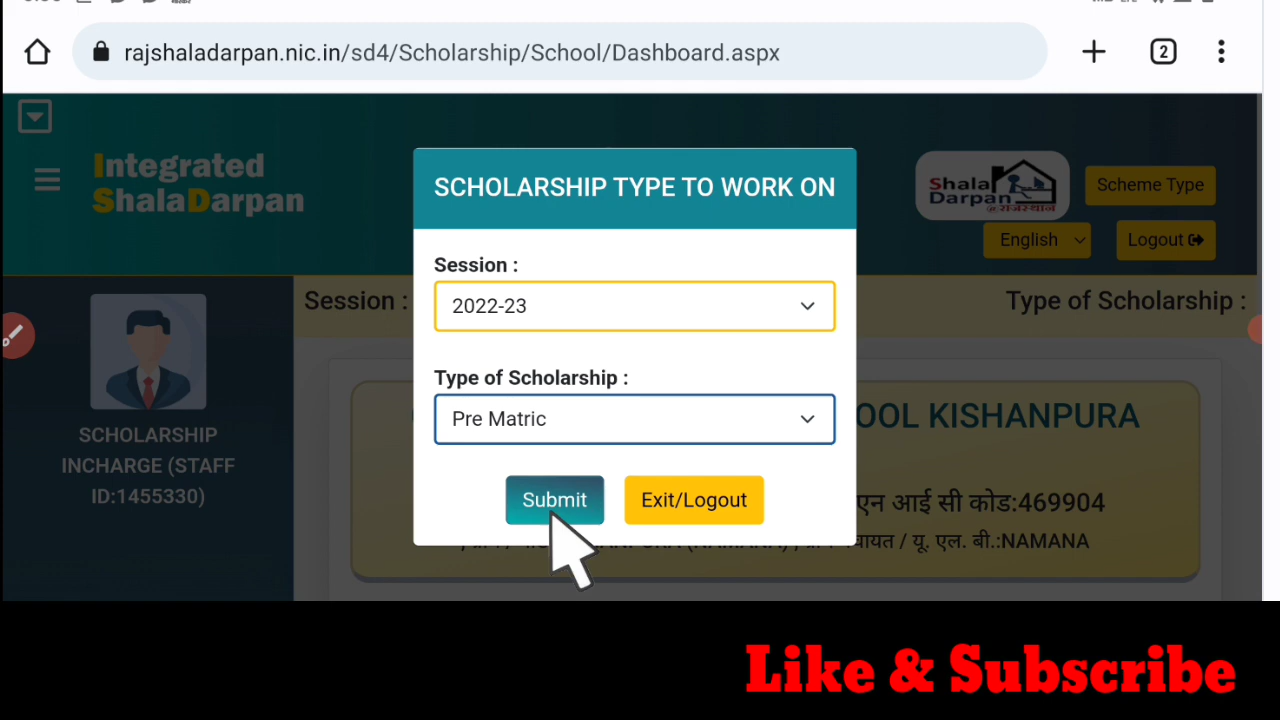 rajshaladarpan.nic.in/sd4/Scholarship/School/Dashboard.aspx
2
Integrated
ShalaDarpan
SCHOLARSHIP TYPE TO WORK ON
Shala
Darpan
@राजस्थान
Scheme Type
English
Logout
Session :
Type of Scholarship :
Session :
2022-23
Type of Scholarship :
Pre Matric
Submit
Exit/Logout
SCHOLARSHIP
INCHARGE (STAFF
ID:1455330)
OOL KISHANPURA
एन आई सी कोड:469904
पंचायत / यू. एल. बी.:NAMANA
Like & Subscribe